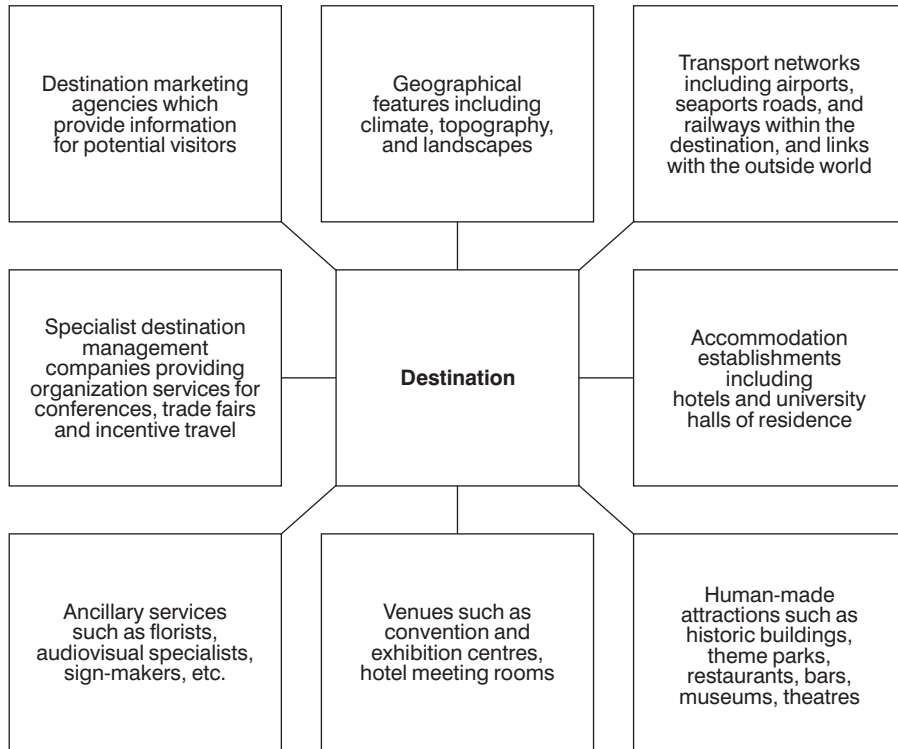 Destination marketing
agencies which
provide information
for potential visitors
Geographical
features including
climate, topography,
and landscapes
Transport networks
including airports,
seaports roads, and
railways within the
destination, and links
with the outside world
Specialist destination
management
companies providing
organization services for
conferences, trade fairs
and incentive travel
Destination
Accommodation
establishments
including
hotels and university
halls of residence
Ancillary services
such as florists,
audiovisual specialists,
sign-makers, etc.
Venues such as
convention and
exhibition centres,
hotel meeting rooms
Human-made
attractions such as
historic buildings,
theme parks,
restaurants, bars,
museums, theatres